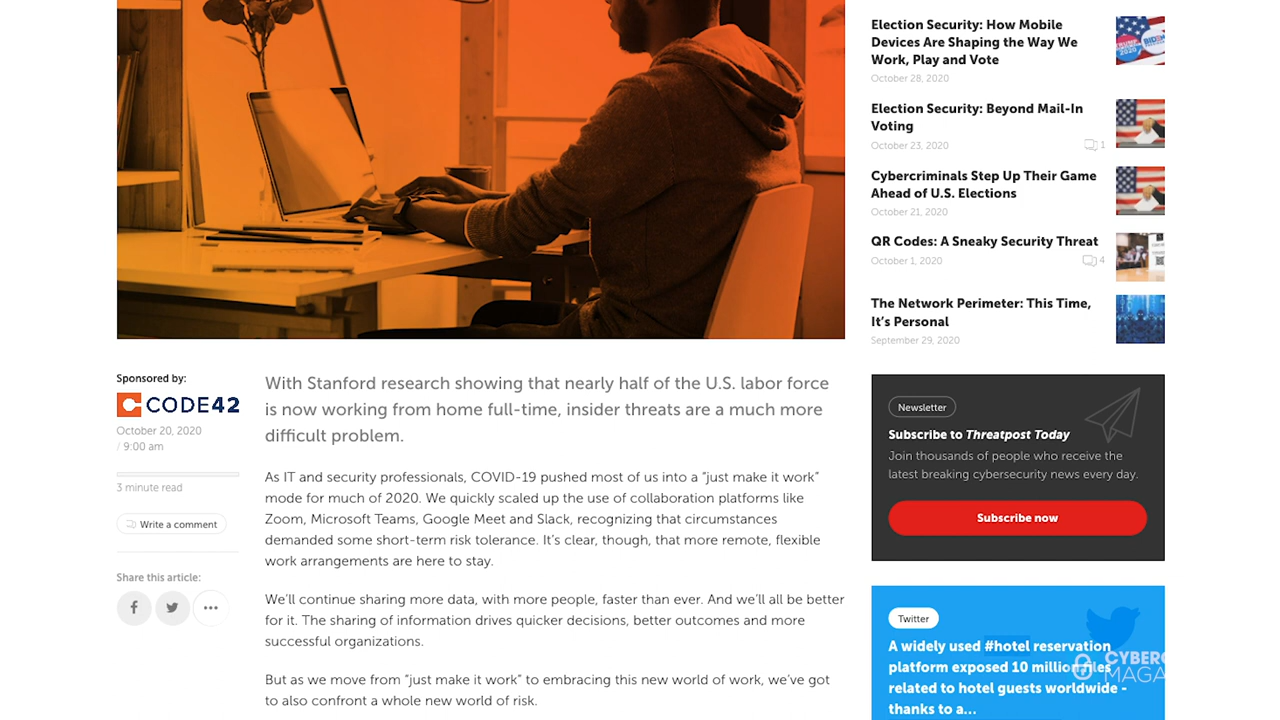 Election Security: How Mobile
Devices Are Shaping the Way We
Work, Play and Vote
October 28, 2020
Election Security: Beyond Mail-In
Voting
October 23, 2020
1
Cybercriminals Step Up Their Game
Ahead of U.S. Elections
October 21, 2020
QR Codes: A Sneaky Security Threat
October 1, 2020
4
The Network Perimeter: This Time,
It's Personal
September 29, 2020
Sponsored by:
CODE42
October 20, 2020
/ 9:00 am
3 minute read
Write a comment
Share this article:
With Stanford research showing that nearly half of the U.S. labor force
is now working from home full-time, insider threats are a much more
difficult problem.
As IT and security professionals, COVID-19 pushed most of us into a "just make it work"
mode for much of 2020. We quickly scaled up the use of collaboration platforms like
Zoom, Microsoft Teams, Google Meet and Slack, recognizing that circumstances
demanded some short-term risk tolerance. It's clear, though, that more remote, flexible
work arrangements are here to stay.
We'll continue sharing more data, with more people, faster than ever. And we'll all be better
for it. The sharing of information drives quicker decisions, better outcomes and more
successful organizations.
But as we move from "just make it work" to embracing this new world of work, we've got
to also confront a whole new world of risk.
Newsletter
Subscribe to Threatpost Today
Join thousands of people who receive the
latest breaking cybersecurity news every day.
Subscribe now
Twitter
A widely used #hotel reservation
platform exposed 10 million files
related to hotel guests worldwide -
thanks to a...
CYBERC
MAGA